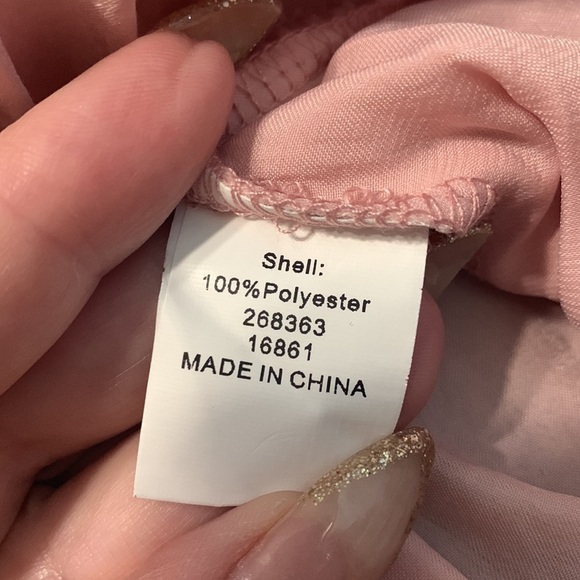 Shell:
100%Polyester
268363
16861
MADE IN CHINA